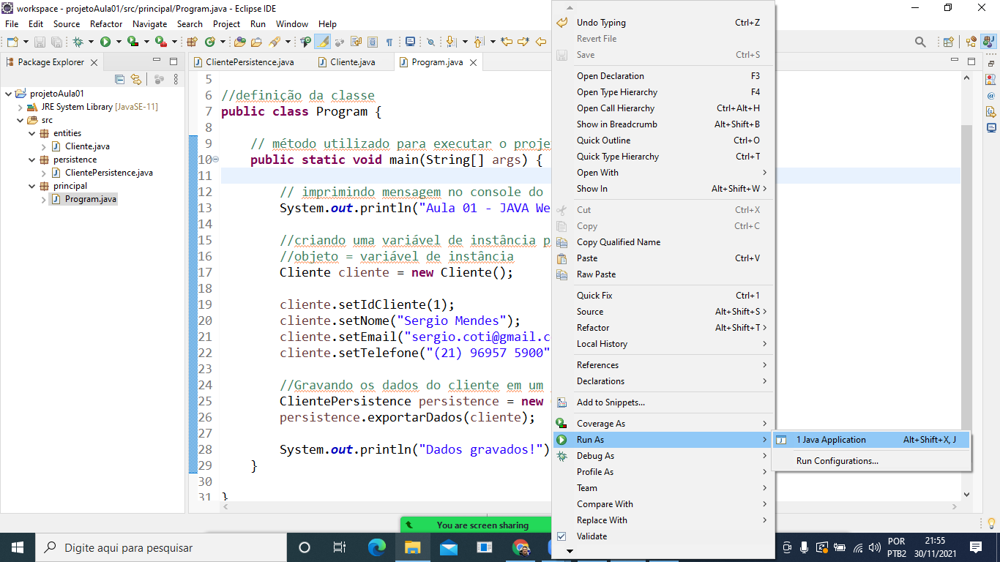 workspace - projetoAula01/src/principal/Program.java - Eclipse IDE
File Edit Source Refactor Navigate Search Project Run Window Help
Package Explorer
projetoAula01
JRE System Library [JavaSE-11]
src
entities
Cliente.java
persistence
ClientePersistence.java
principal
Program.java
ClientePersistence.java Cliente.java Program.java
5
6 //definição da classe
7 public class Program {
8
9 // método utilizado para executar o proje
10 public static void main(String[] args) {
11
12 // imprimindo mensagem no console do
13 System.out.println("Aula 01 - JAVA We
14
15 //criando uma variável de instância p
16 //objeto = variável de instância
17 Cliente cliente = new Cliente();
18
19 cliente.setIdCliente(1);
20 cliente.setNome("Sergio Mendes");
21 cliente.setEmail("sergio.coti@gmail.c
22 cliente.setTelefone("(21) 96957 5900"
23
24 //Gravando os dados do cliente em um
25 ClientePersistence persistence = new
26 persistence.exportarDados(cliente);
27
28 System.out.println("Dados gravados!")
29 }
30
31 }
Undo Typing Ctrl+Z
Revert File
Save Ctrl+S
Open Declaration F3
Open Type Hierarchy F4
Open Call Hierarchy Ctrl+Alt+H
Show in Breadcrumb Alt+Shift+B
Quick Outline Ctrl+O
Quick Type Hierarchy Ctrl+T
Open With
Show In Alt+Shift+W
Cut Ctrl+X
Copy Ctrl+C
Copy Qualified Name
Paste Ctrl+V
Raw Paste
Quick Fix Ctrl+1
Source Alt+Shift+S
Refactor Alt+Shift+T
Local History
References
Declarations
Add to Snippets...
Coverage As
Run As
Debug As
Profile As
Team
Compare With
Replace With
Validate
1 Java Application Alt+Shift+X, J
Run Configurations...
You are screen sharing
Digite aqui para pesquisar
POR
PTB2
21:55
30/11/2021